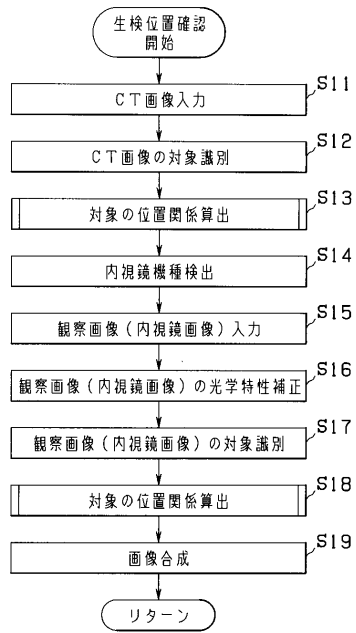 生検位置確認
開始
S11
CT画像入力
S12
CT画像の対象識別
S13
対象の位置関係算出
S14
内視鏡機種検出
S15
観察画像(内視鏡画像)入力
S16
観察画像(内視鏡画像)の光学特性補正
S17
観察画像(内視鏡画像)の対象識別
S18
対象の位置関係算出
S19
画像合成
リターン